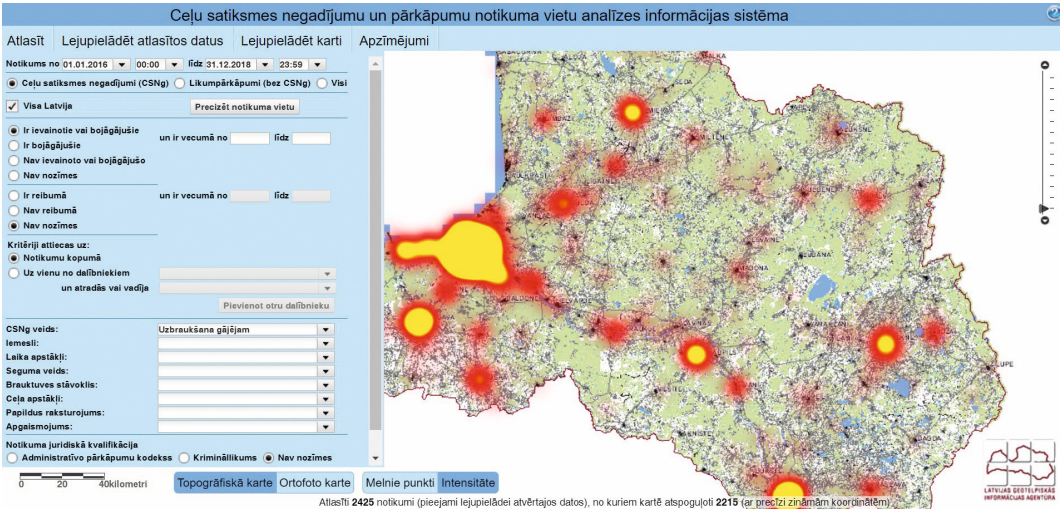 Ceļu satiksmes negadījumu un pārkāpumu notikuma vietu analīzes informācijas sistēma
Atlasīt Lejupielādēt atlasītos datus Lejupielādēt karti Apzīmējumi
Notikums no 01.01.2016 00:00 līdz 31.12.2018 23:59
Ceļu satiksmes negadījumi (CSNg) Likumpārkāpumi (bez CSNg) Visi
Visa Latvija Precizēt notikuma vietu
Ir ievainotie vai bojāgājušie
un ir vecumā no līdz
Ir bojāgājušie
Nav ievainoto vai bojāgājušo
Nav nozīmes
Ir reibumā un ir vecumā no līdz
Nav reibumā
Nav nozīmes
Kritēriji attiecas uz:
Notikumu kopumā
Uz vienu no dalībniekiem
un atradās vai vadīja
Pievienot otru dalībnieku
CSNg veids: Uzbraukšana gājējam
Iemesli:
Laika apstākļi:
Seguma veids:
Brauktuves stāvoklis:
Ceļa apstākļi:
Papildus raksturojums:
Apgaismojums:
Notikuma juridiskā kvalifikācija
Administratīvo pārkāpumu kodekss Krimināllikums Nav nozīmes
MADONA
DAGDA
0 20 40kilometri
Topogrāfiskā karte Ortofoto karte Melnie punkti Intensitāte
LATVIJAS ĢEOTELPISKĀS
INFORMĀCIJAS AĢENTŪRA
Atlasīti 2425 notikumi (pieejami lejupielādei atvērtajos datos), no kuriem kartē atspoguļoti 2215 (ar precīzi zināmām koordinātēm)